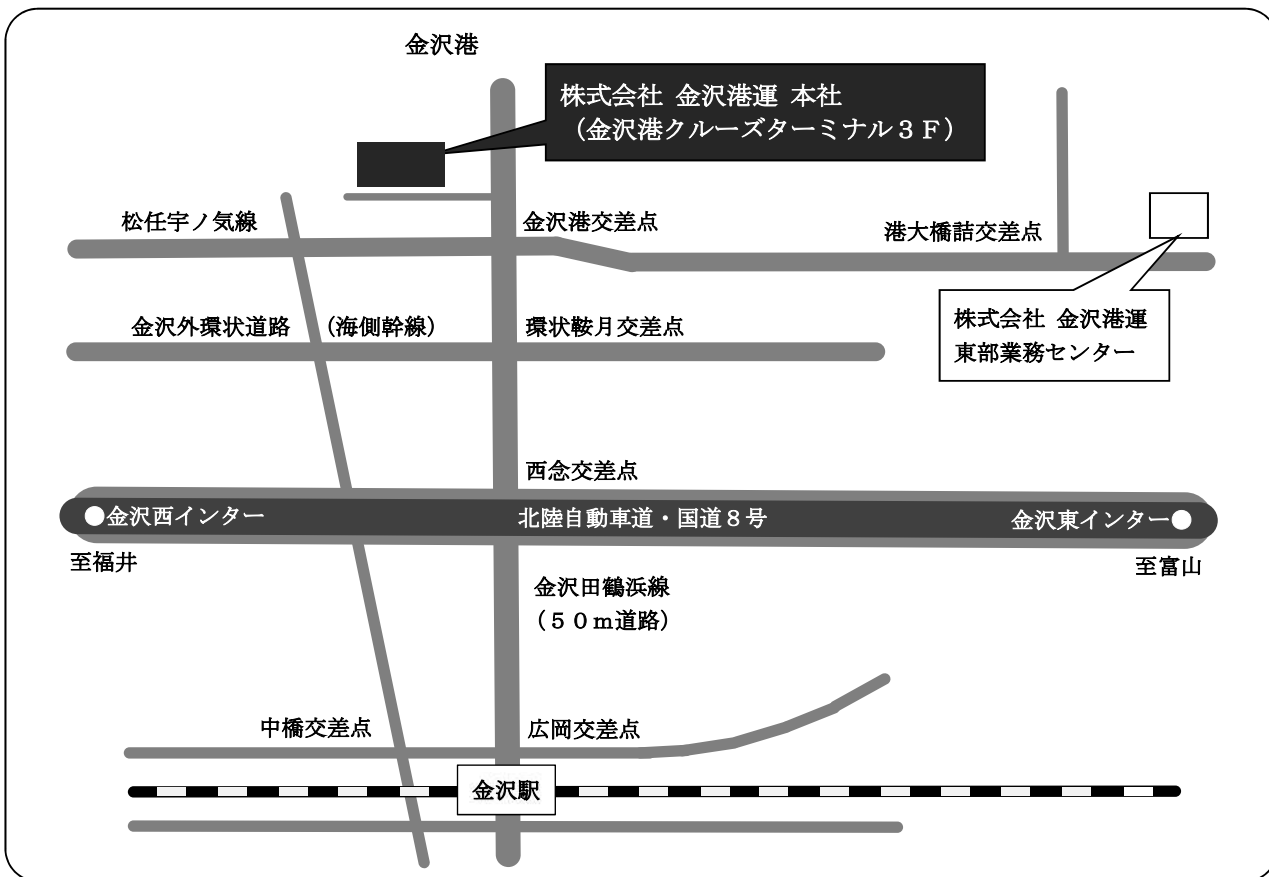 金沢港
株式会社 金沢港運 本社
（金沢港クルーズターミナル３Ｆ）
松任宇ノ気線
金沢港交差点
港大橋詰交差点
金沢外環状道路　（海側幹線）
環状鞍月交差点
株式会社 金沢港運
東部業務センター
西念交差点
金沢西インター
北陸自動車道・国道８号
金沢東インター
至福井
至富山
金沢田鶴浜線
（５０ｍ道路）
中橋交差点
広岡交差点
金沢駅